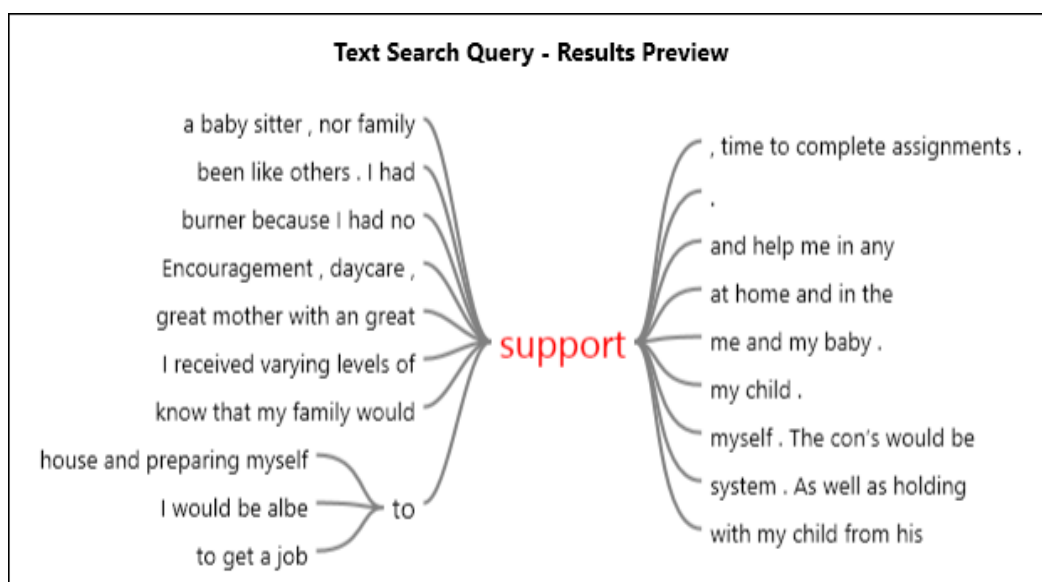 Text Search Query - Results Preview
a baby sitter , nor family
been like others . I had
burner because I had no
Encouragement , daycare ,
great mother with an great
I received varying levels of
know that my family would
house and preparing myself
I would be albe
to get a job
to
support
, time to complete assignments .
.
and help me in any
at home and in the
me and my baby .
my child .
myself . The con's would be
system . As well as holding
with my child from his